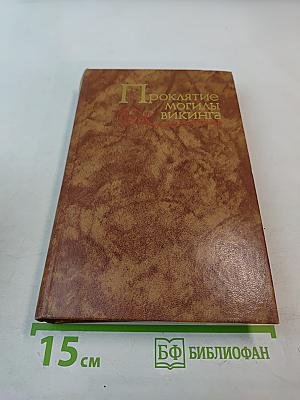 Проклятие
могилы
викинга
15 см
БФ БИБЛИОФАН